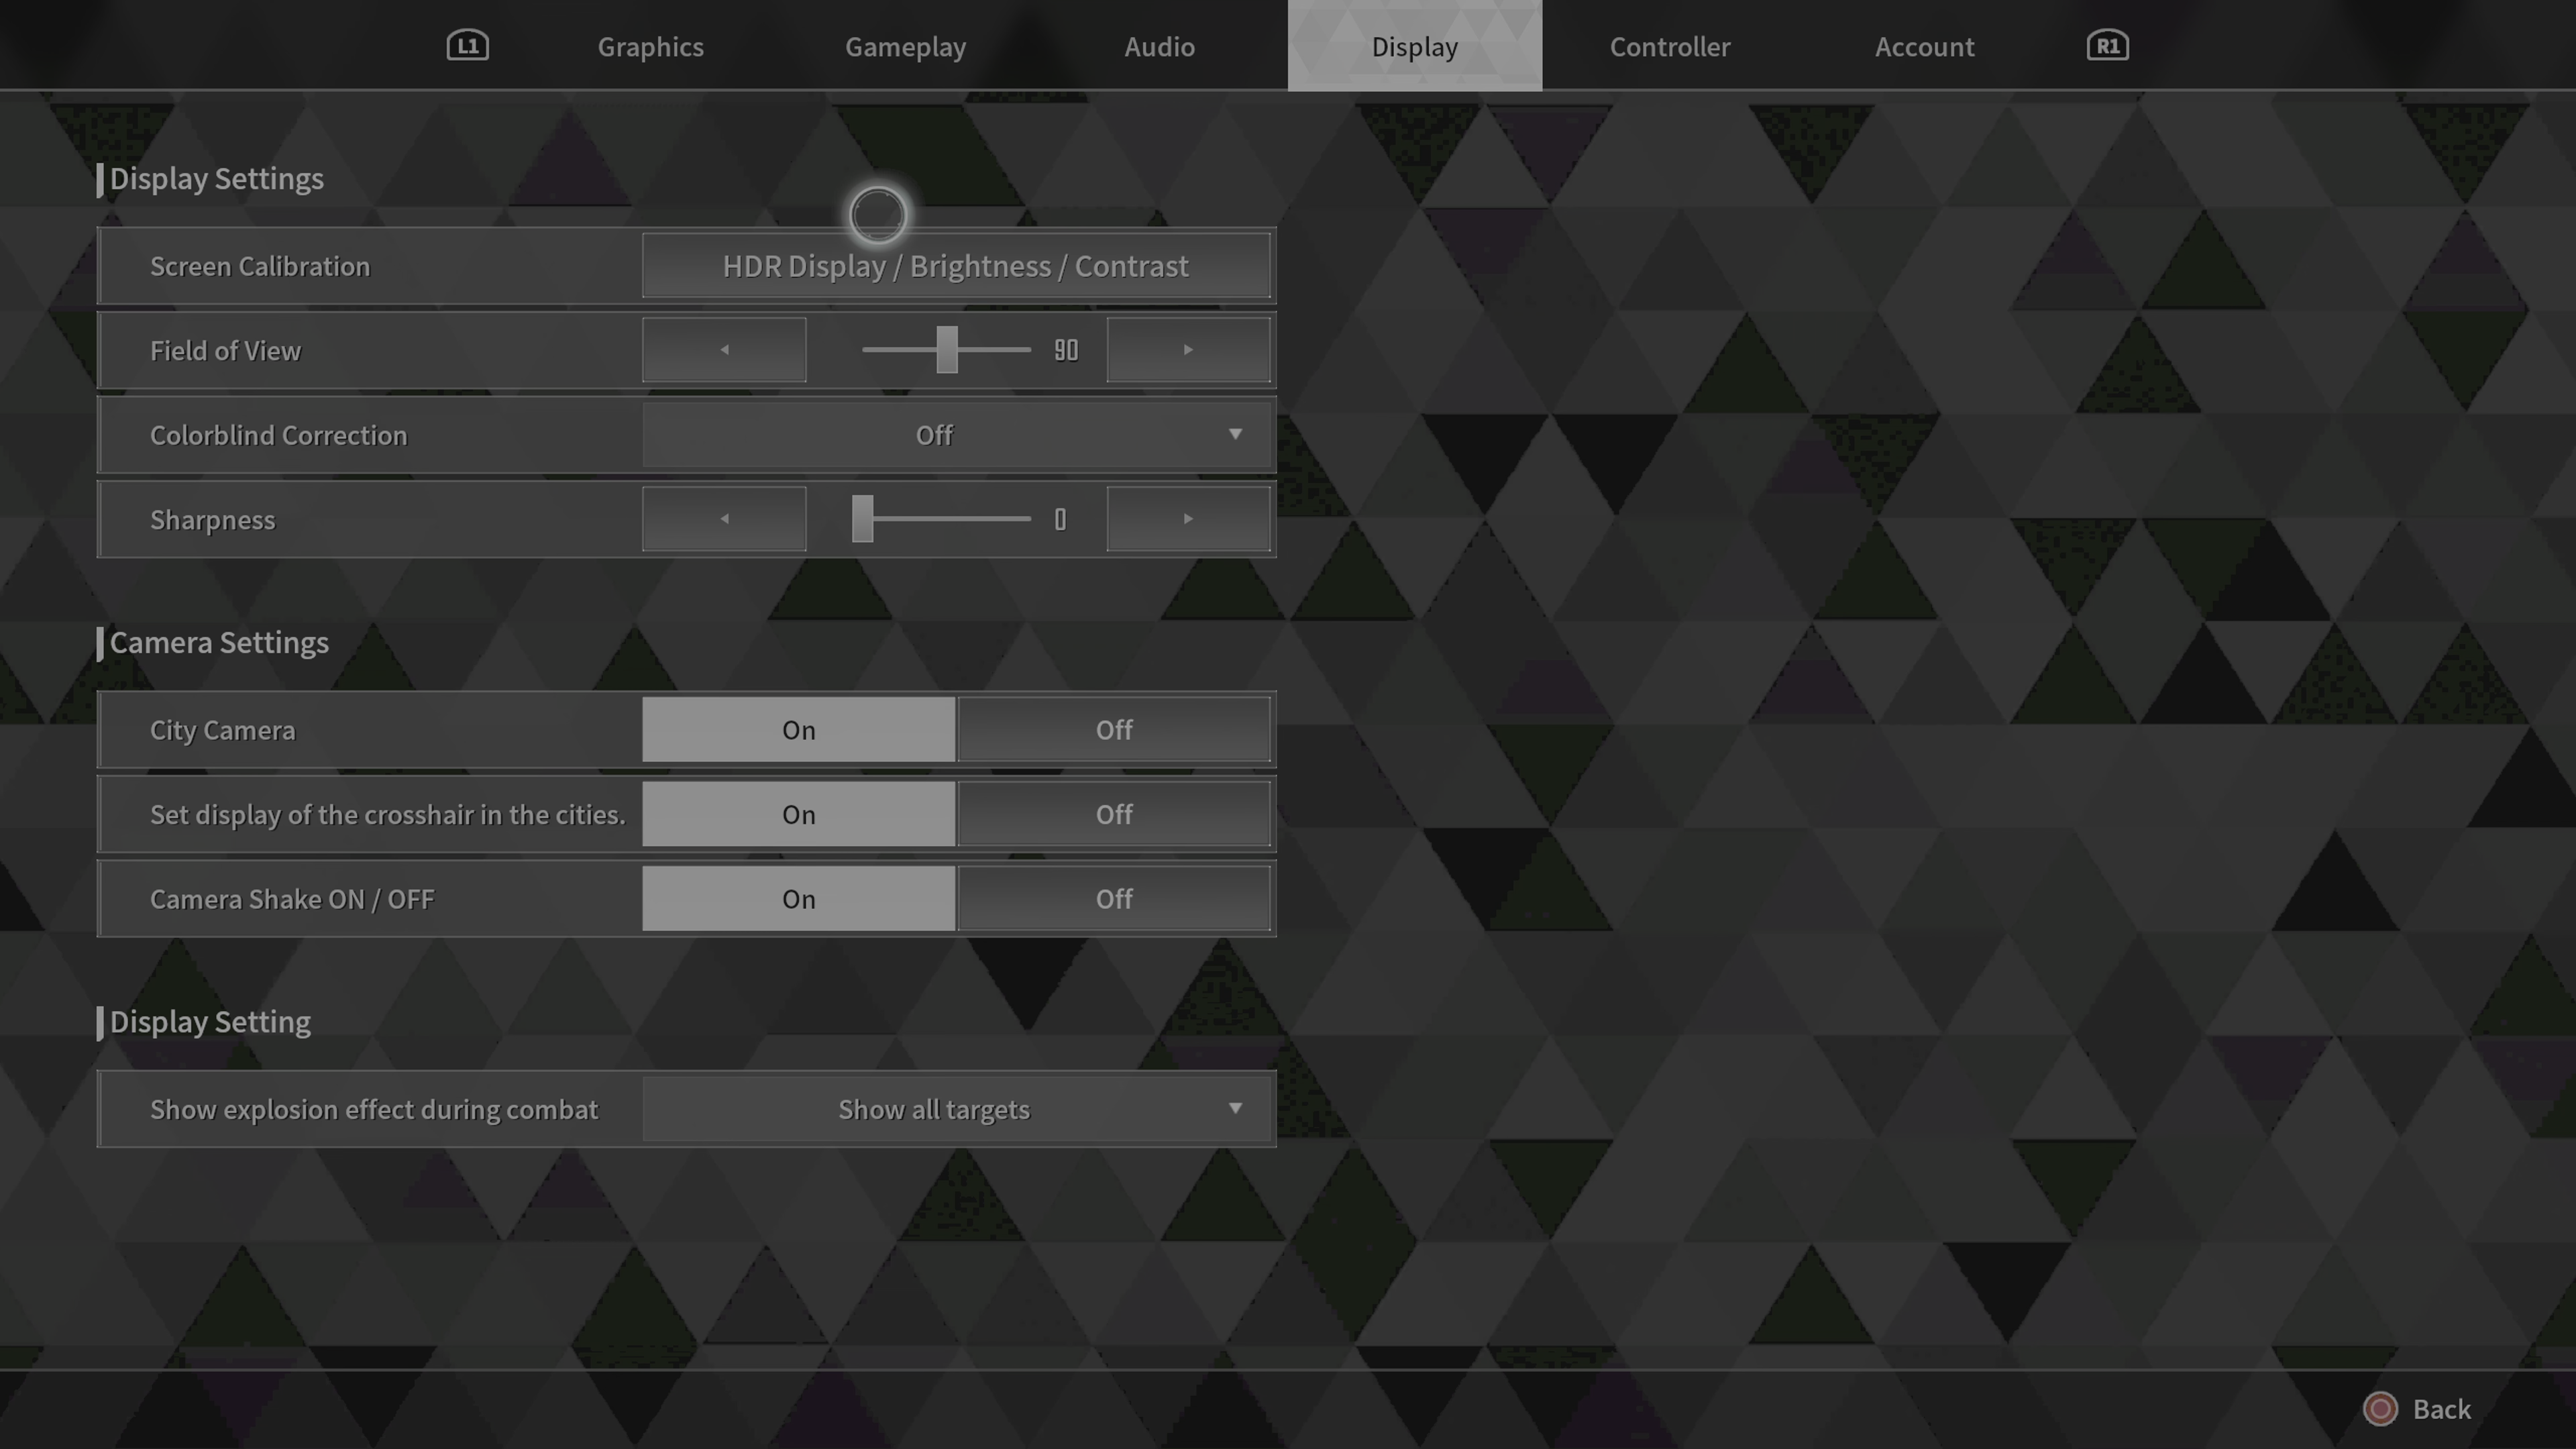 L1 Graphics Gameplay Audio Display Controller Account R1
Display Settings
Screen Calibration HDR Display / Brightness / Contrast
Field of View 90
Colorblind Correction Off
Sharpness 0
Camera Settings
City Camera On Off
Set display of the crosshair in the cities. On Off
Camera Shake ON / OFF On Off
Display Setting
Show explosion effect during combat Show all targets
Back